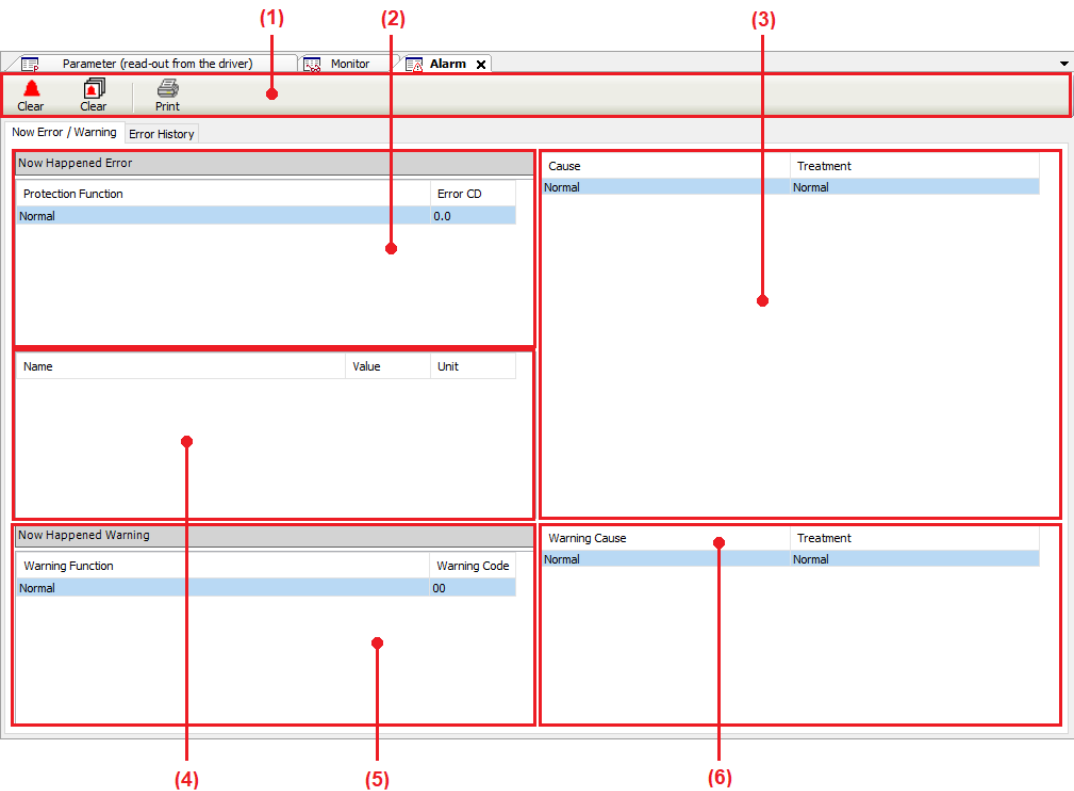 (1) (2) (3)
Parameter (read-out from the driver) Monitor Alarm x
Clear Clear Print
Now Error / Warning Error History
Now Happened Error
Protection Function Error CD
Normal 0.0
Cause Treatment
Normal Normal
Name Value Unit
Now Happened Warning
Warning Function Warning Code
Normal 00
Warning Cause Treatment
Normal Normal
(4) (5) (6)